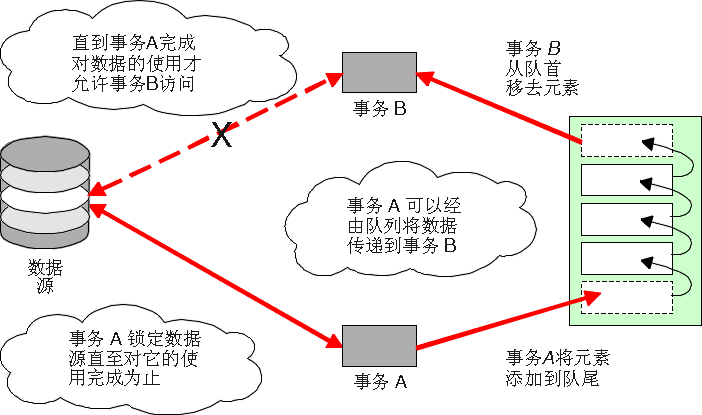 直到事务A完成
对数据的使用才
允许事务B访问
事务 B
从队首
移去元素
事务 B
X
事务 A 可以经
由队列将数据
传递到事务 B
数据
源
事务 A 锁定数据
源直至对它的使
用完成为止
事务 A
事务A将元素
添加到队尾